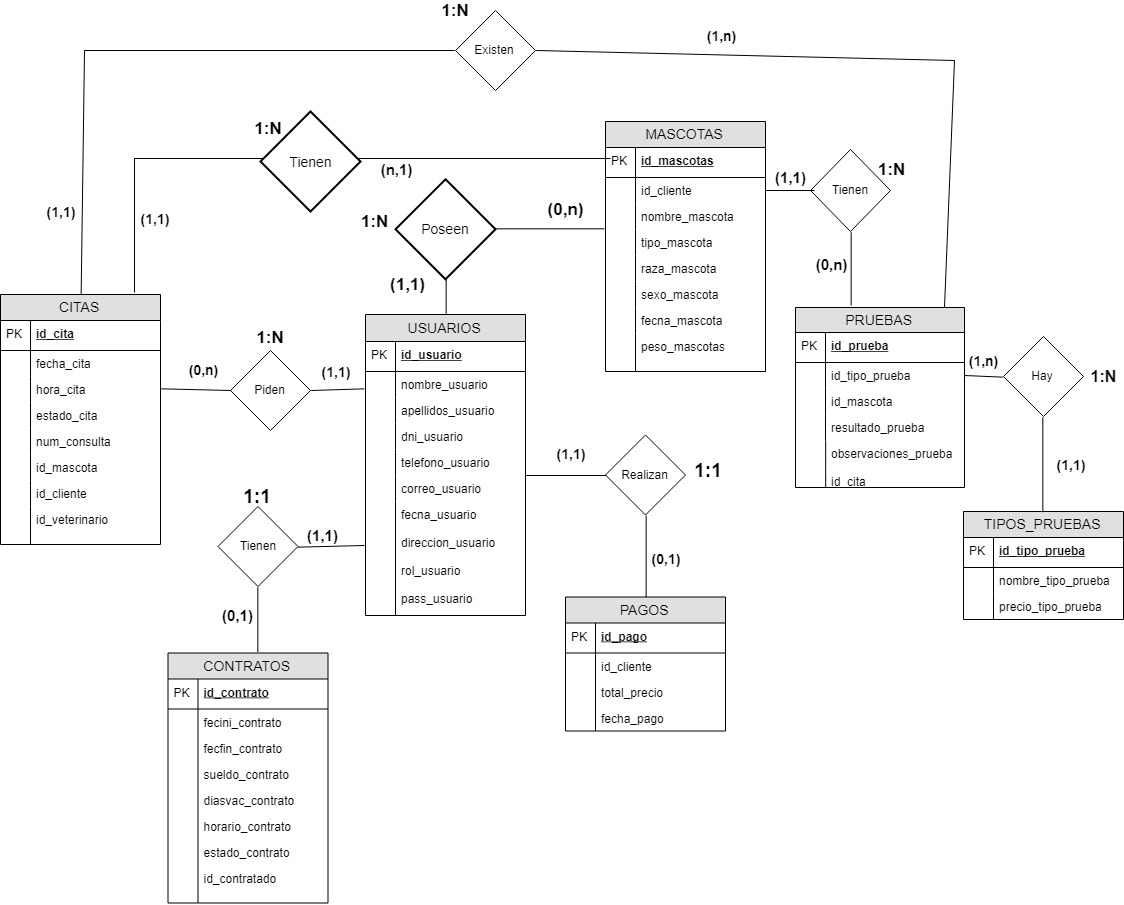 1:N
Existen
(1,n)
(1,1)
1:N
Tienen
(n,1)
(1,1)
MASCOTAS
PK id_mascotas
id_cliente
nombre_mascota
tipo_mascota
raza_mascota
sexo_mascota
fecna_mascota
peso_mascotas
(1,1)
Tienen
1:N
(0,n)
1:N
Poseen
(0,n)
(1,1)
CITAS
PK id_cita
fecha_cita
hora_cita
estado_cita
num_consulta
id_mascota
id_cliente
id_veterinario
(0,n)
1:N
Piden
(1,1)
USUARIOS
PK id_usuario
nombre_usuario
apellidos_usuario
dni_usuario
telefono_usuario
correo_usuario
fecna_usuario
direccion_usuario
rol_usuario
pass_usuario
PRUEBAS
PK id_prueba
id_tipo_prueba
id_mascota
resultado_prueba
observaciones_prueba
id_cita
(1,n)
Hay
1:N
(1,1)
TIPOS_PRUEBAS
PK id_tipo_prueba
nombre_tipo_prueba
precio_tipo_prueba
(1,1)
Realizan
1:1
(0,1)
PAGOS
PK id_pago
id_cliente
total_precio
fecha_pago
1:1
Tienen
(1,1)
(0,1)
CONTRATOS
PK id_contrato
fecini_contrato
fecfin_contrato
sueldo_contrato
diasvac_contrato
horario_contrato
estado_contrato
id_contratado